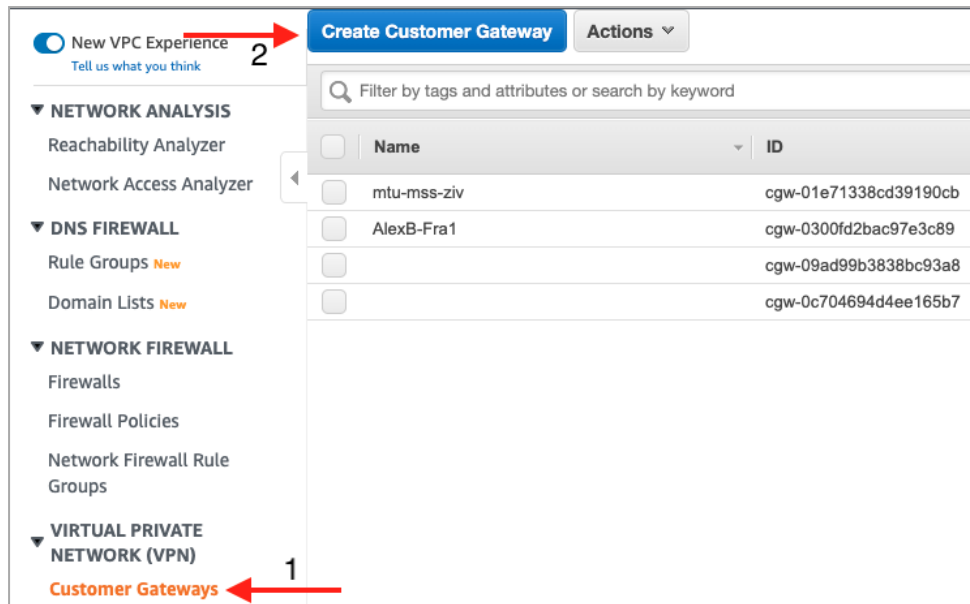 New VPC Experience
Tell us what you think
2
Create Customer Gateway
Actions
Filter by tags and attributes or search by keyword
NETWORK ANALYSIS
Reachability Analyzer
Network Access Analyzer
DNS FIREWALL
Rule Groups New
Domain Lists New
NETWORK FIREWALL
Firewalls
Firewall Policies
Network Firewall Rule
Groups
VIRTUAL PRIVATE
NETWORK (VPN)
Customer Gateways
1
Name ID
mtu-mss-ziv cgw-01e71338cd39190cb
AlexB-Fra1 cgw-0300fd2bac97e3c89
cgw-09ad99b3838bc93a8
cgw-0c704694d4ee165b7